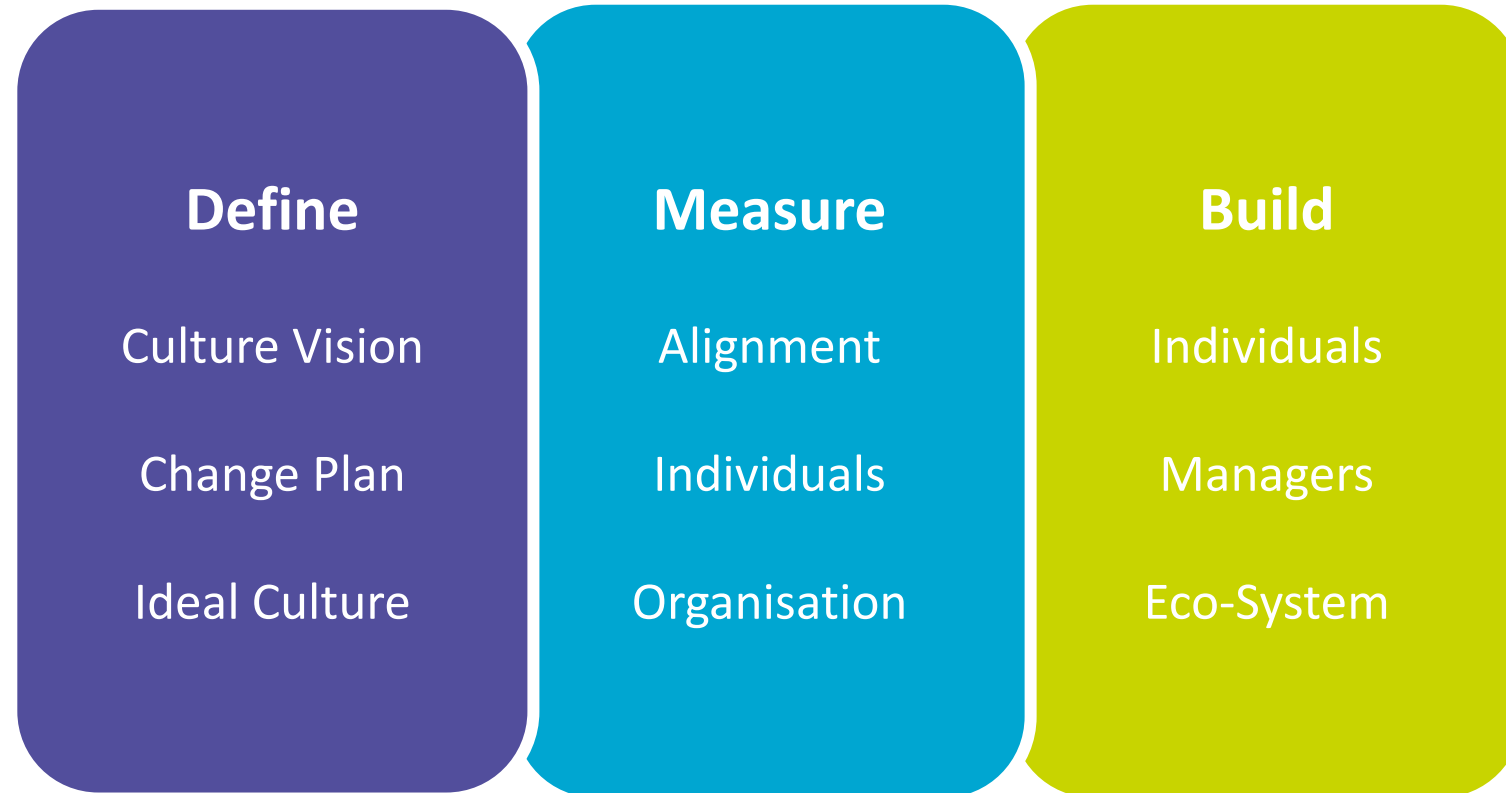 Define
Culture Vision
Change Plan
Ideal Culture
Measure
Alignment
Individuals
Organisation
Build
Individuals
Managers
Eco-System